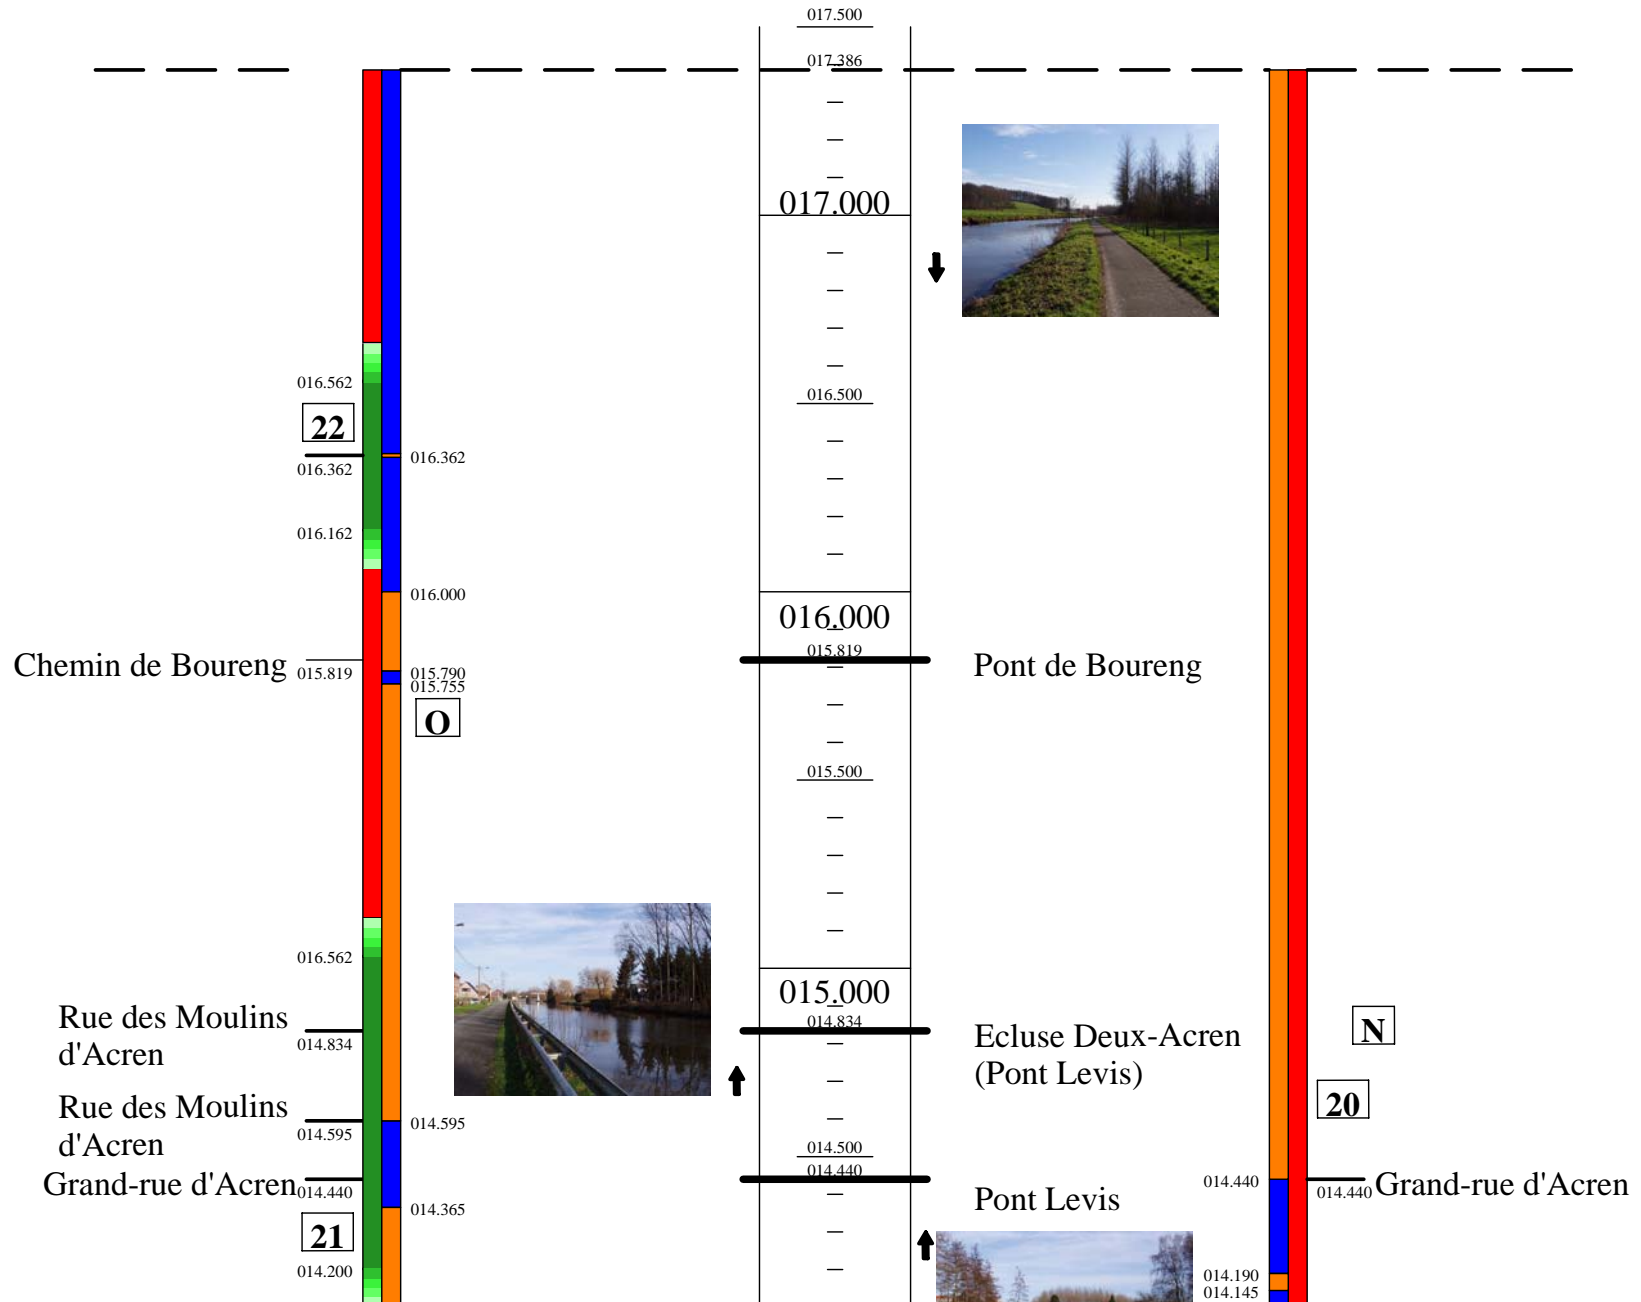 017.500
017.386
017.000
016.562
016.500
22
016.362
016.362
016.162
016.000
016.000
015.819
Chemin de Boureng
015.819
Pont de Boureng
015.790
015.755
O
015.500
016.562
015.000
014.834
Rue des Moulins
d'Acren
014.834
Ecluse Deux-Acren
(Pont Levis)
N
20
Rue des Moulins
d'Acren
014.595
014.595
014.500
014.440
Grand-rue d'Acren
014.440
Pont Levis
014.440
014.440
Grand-rue d'Acren
014.365
21
014.200
014.190
014.145